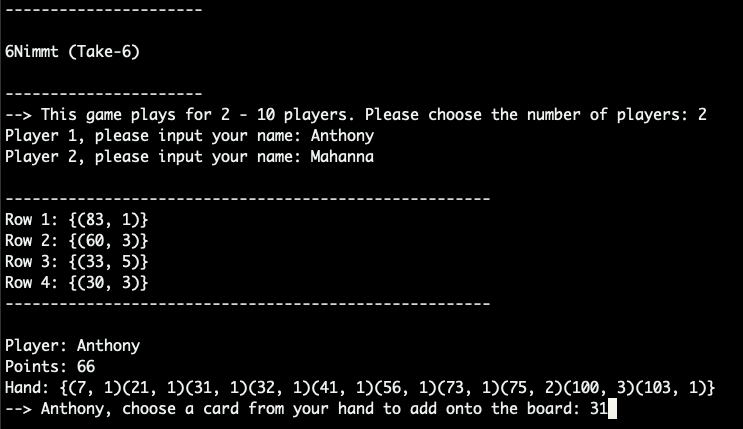 ----------------------
6Nimmt (Take-6)
----------------------
--> This game plays for 2 - 10 players. Please choose the number of players: 2
Player 1, please input your name: Anthony
Player 2, please input your name: Mahanna
------------------------------------------------------
Row 1: {(83, 1)}
Row 2: {(60, 3)}
Row 3: {(33, 5)}
Row 4: {(30, 3)}
------------------------------------------------------
Player: Anthony
Points: 66
Hand: {(7, 1)(21, 1)(31, 1)(32, 1)(41, 1)(56, 1)(73, 1)(75, 2)(100, 3)(103, 1)}
--> Anthony, choose a card from your hand to add onto the board: 31